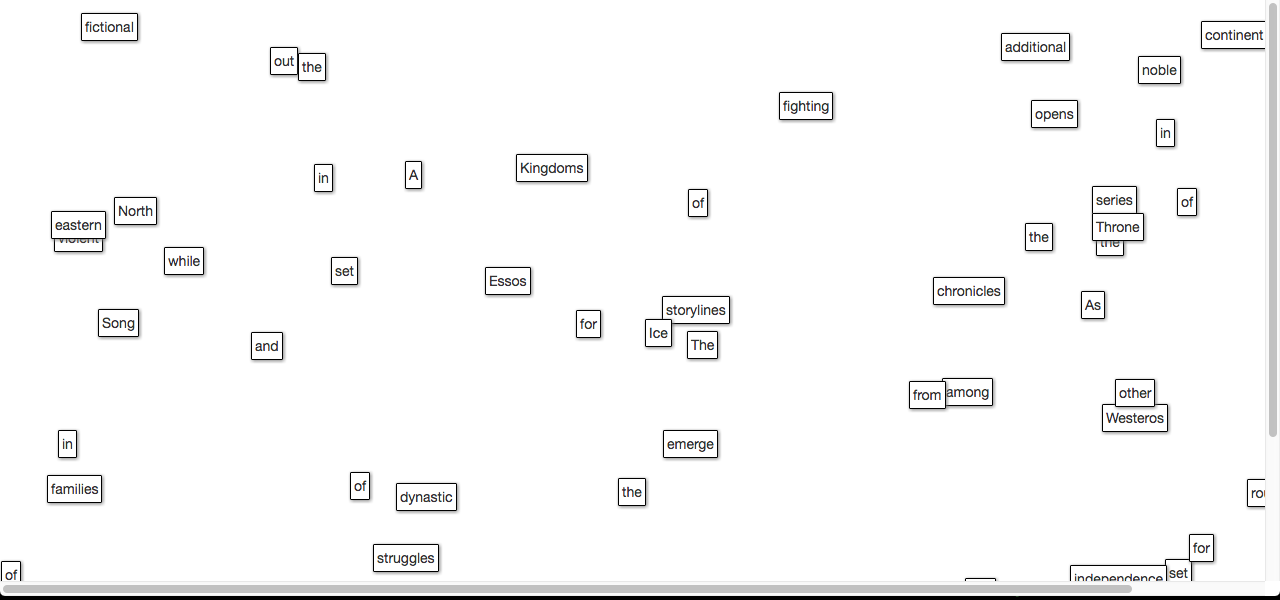 fictional
continent
additional
out
the
noble
fighting
opens
in
Kingdoms
in
A
series
of
of
North
eastern
violent
Throne
the
the
while
set
Essos
chronicles
storylines
As
Song
for
Ice
The
and
other
among
from
Westeros
in
emerge
families
of
dynastic
the
for
struggles
of
set
independence